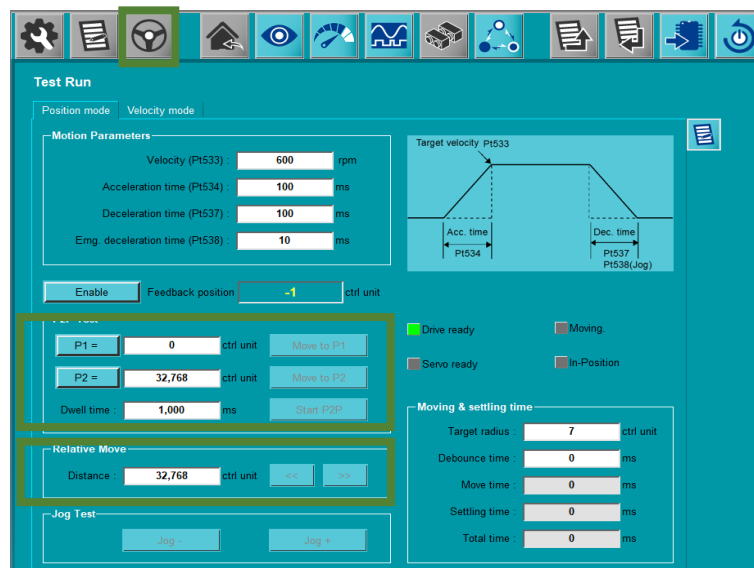 Test Run
Position mode
Velocity mode
Motion Parameters
Velocity (Pt533) : 600 rpm
Acceleration time (Pt534) : 100 ms
Deceleration time (Pt537) : 100 ms
Emg. deceleration time (Pt538) : 10 ms
Target velocity Pt533
Acc. time
Pt534
Dec. time
Pt537
Pt538(Jog)
Enable Feedback position -1 ctrl unit
P2P Test
P1 = 0 ctrl unit Move to P1
P2 = 32,768 ctrl unit Move to P2
Dwell time : 1,000 ms Start P2P
Drive ready Moving.
Servo ready In-Position
Relative Move
Distance : 32,768 ctrl unit << >>
Jog Test
Jog - Jog +
Moving & settling time
Target radius : 7 ctrl unit
Debounce time : 0 ms
Move time : 0 ms
Settling time : 0 ms
Total time : 0 ms